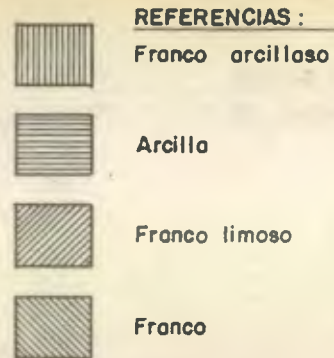 REFERENCIAS :
Franco arcilloso
Arcilla
Franco limoso
Franco